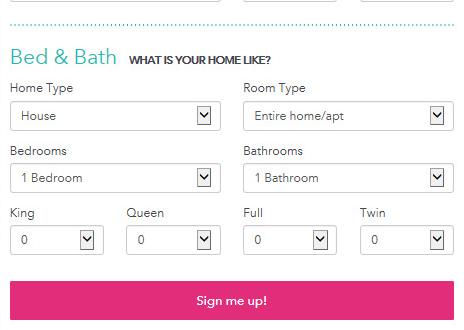 Bed & Bath WHAT IS YOUR HOME LIKE?
Home Type Room Type
House Entire home/apt
Bedrooms Bathrooms
1 Bedroom 1 Bathroom
King Queen Full Twin
0 0 0 0
Sign me up!